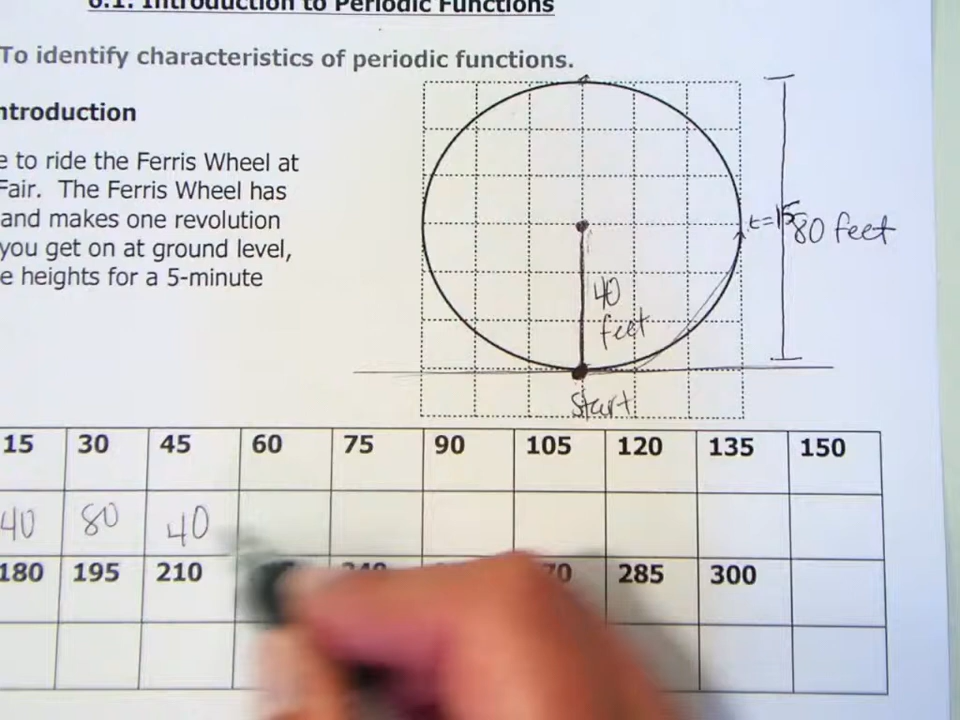 6.1: Introduction to Periodic Functions
To identify characteristics of periodic functions.
ntroduction
e to ride the Ferris Wheel at
Fair. The Ferris Wheel has
and makes one revolution
you get on at ground level,
e heights for a 5-minute
t=15
80 feet
40
feet
Start
15 30 45 60 75 90 105 120 135 150
40 80 40
180 195 210 240 285 300